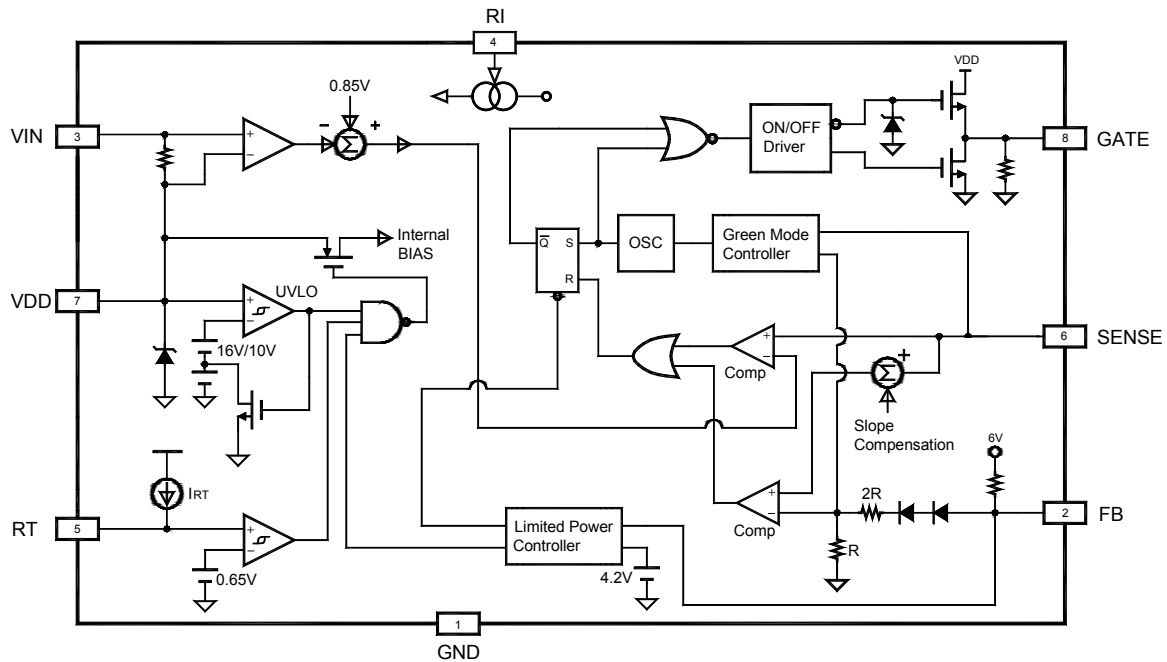 RI
4
0.85V
VDD
VIN
3
+
−
−
Σ
+
ON/OFF
Driver
8
GATE
Internal
BIAS
Q
S
R
OSC
Green Mode
Controller
VDD
7
UVLO
+
−
16V/10V
+
−
Comp
6
SENSE
Σ
+
Slope
Compensation
6V
IRT
RT
5
+
−
0.65V
+
−
Comp
2R
R
2
FB
Limited Power
Controller
4.2V
1
GND